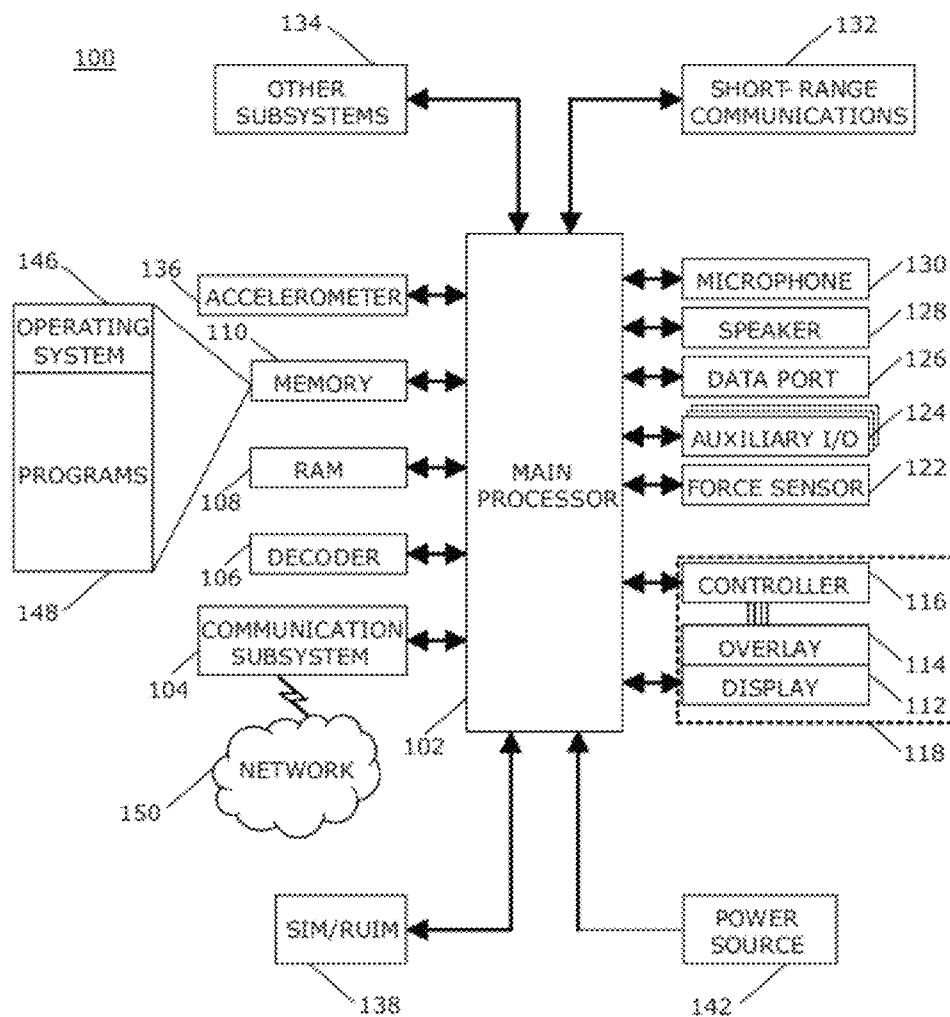 100
134
OTHER
SUBSYSTEMS
132
SHORT-RANGE
COMMUNICATIONS
146
OPERATING
SYSTEM
PROGRAMS
148
136
ACCELEROMETER
110
MEMORY
RAM
108
DECODER
106
COMMUNICATION
SUBSYSTEM
104
NETWORK
150
MAIN
PROCESSOR
102
MICROPHONE
130
SPEAKER
128
DATA PORT
126
AUXILIARY I/O
124
FORCE SENSOR
122
CONTROLLER
116
OVERLAY
114
DISPLAY
112
118
SIM/RUIM
138
POWER
SOURCE
142